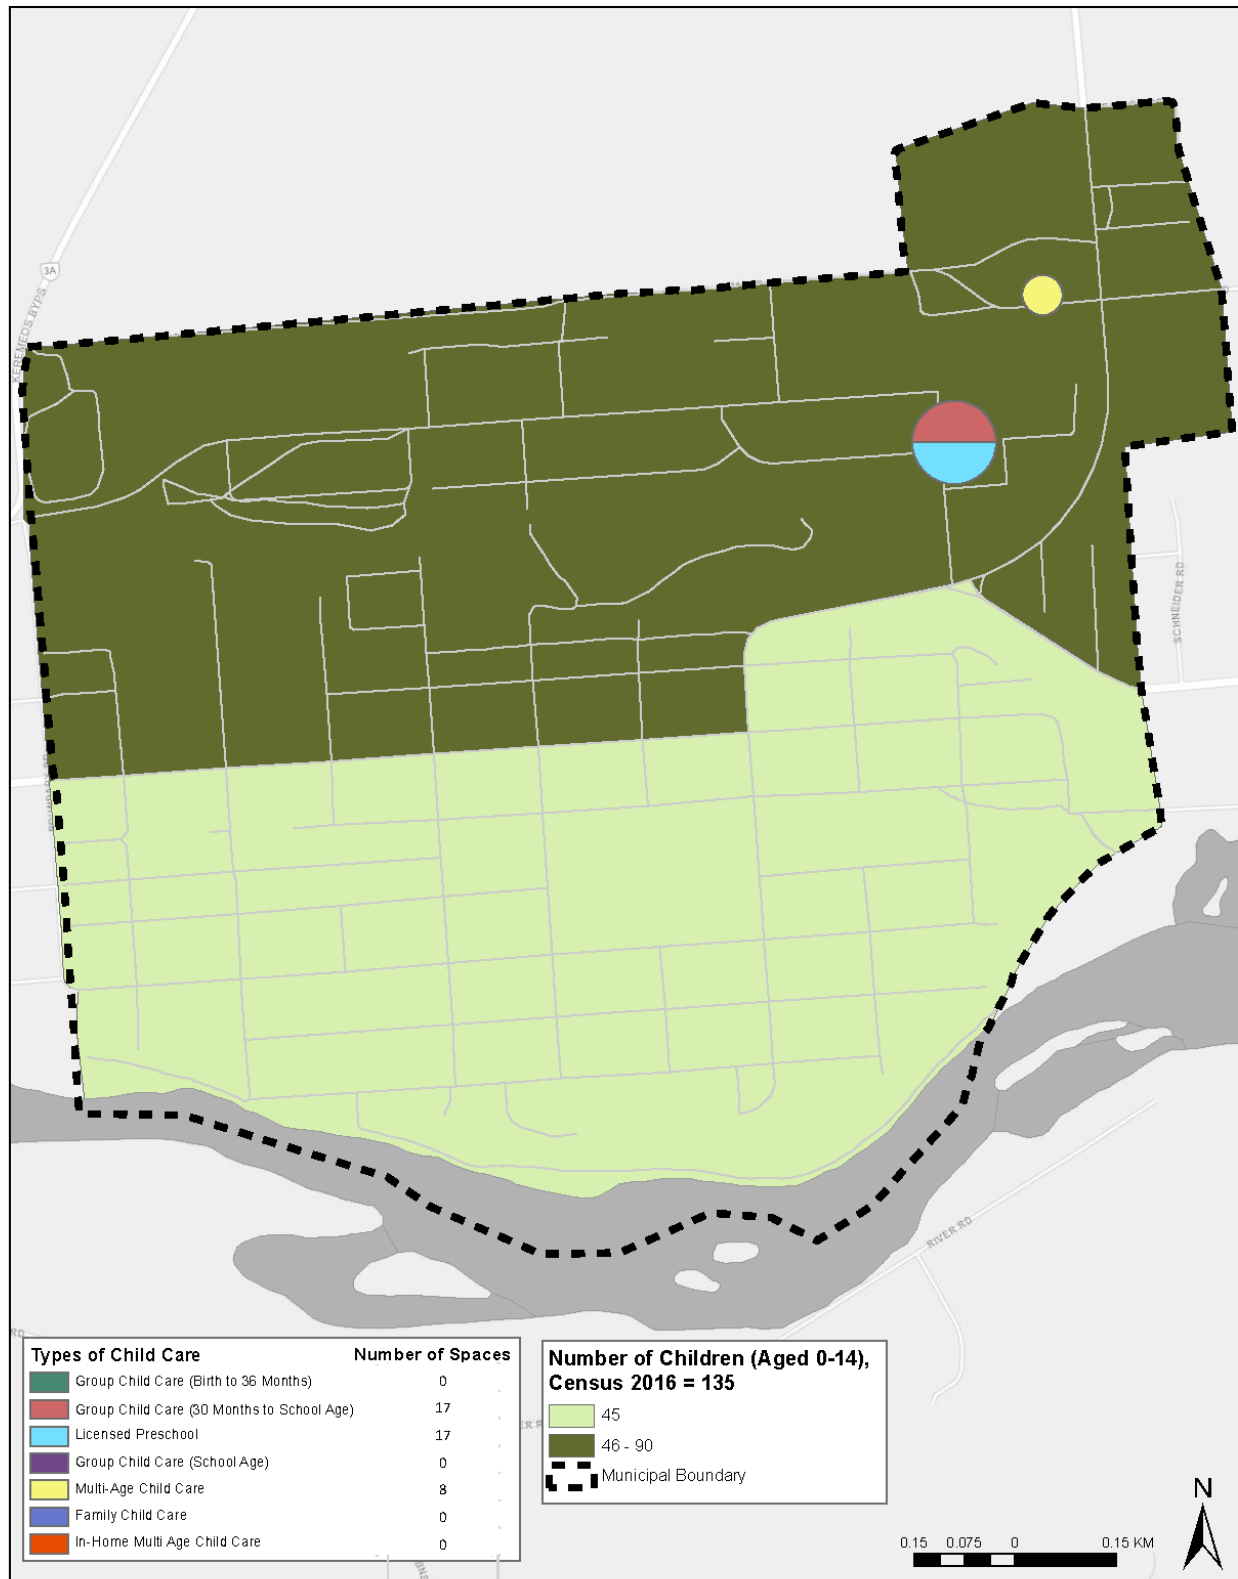 3A
KEREMEOS BYPS
SCHNEIDER RD
RIVER RD
RD
Types of Child Care Number of Spaces
Group Child Care (Birth to 36 Months) 0
Group Child Care (30 Months to School Age) 17
Licensed Preschool 17
Group Child Care (School Age) 0
Multi-Age Child Care 8
Family Child Care 0
In-Home Multi Age Child Care 0
Number of Children (Aged 0-14),
Census 2016 = 135
45
46 - 90
Municipal Boundary
N
0.15 0.075 0 0.15 KM